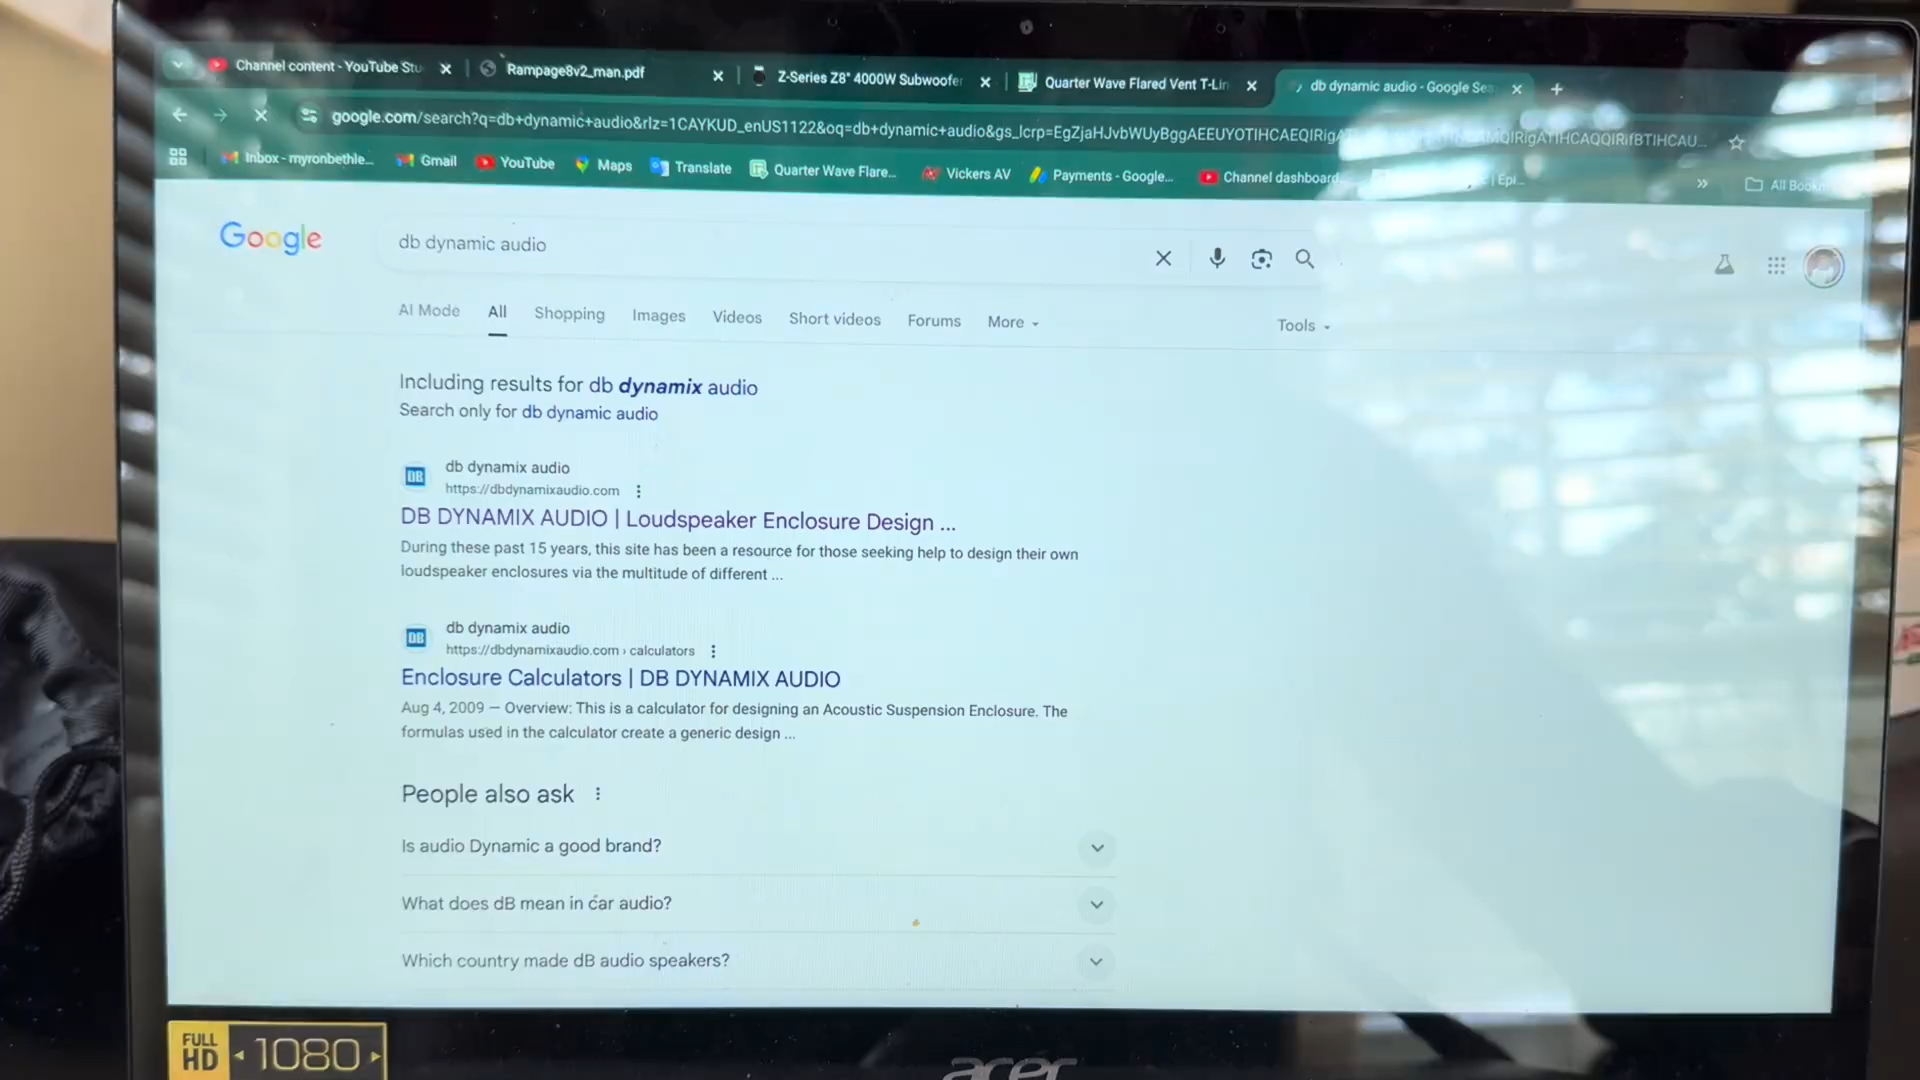 Channel content - YouTube Stu
Rampage8v2_man.pdf
Z-Series Z8" 4000W Subwoofer
Quarter Wave Flared Vent T-Lin
db dynamic audio - Google Sea
google.com/search?q=db+dynamic+audio&rlz=1CAYKUD_enUS1122&oq=db+dynamic+audio&gs_lcrp=
Inbox - myronbethle...
Gmail
YouTube
Maps
Translate
Quarter Wave Flare...
Vickers AV
Payments - Google...
Channel dashboard
| Epi...
»
All Bookm
Google
db dynamic audio
AI Mode
All
Shopping
Images
Videos
Short videos
Forums
More
Tools
Including results for db dynamix audio
Search only for db dynamic audio
DB
db dynamix audio
https://dbdynamixaudio.com
DB DYNAMIX AUDIO | Loudspeaker Enclosure Design ...
During these past 15 years, this site has been a resource for those seeking help to design their own
loudspeaker enclosures via the multitude of different ...
DB
db dynamix audio
https://dbdynamixaudio.com › calculators
Enclosure Calculators | DB DYNAMIX AUDIO
Aug 4, 2009 — Overview: This is a calculator for designing an Acoustic Suspension Enclosure. The
formulas used in the calculator create a generic design ...
People also ask
Is audio Dynamic a good brand?
What does dB mean in car audio?
Which country made dB audio speakers?
FULL
HD
1080
acer